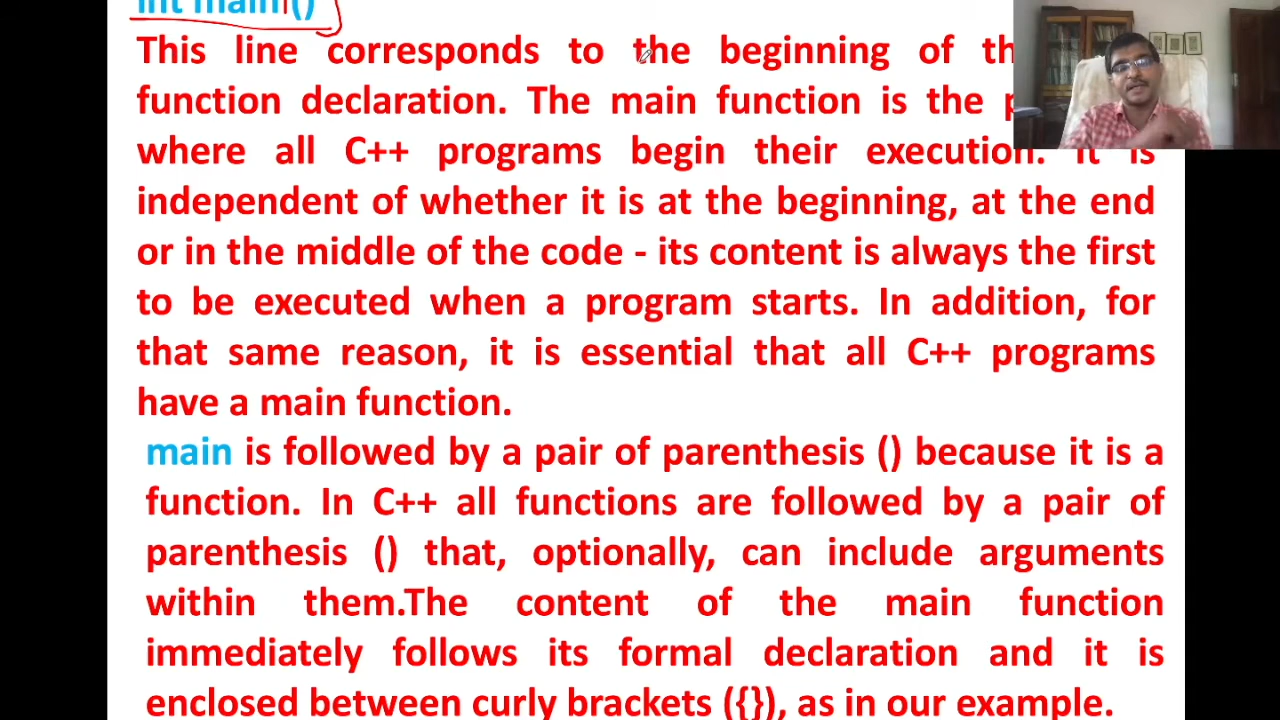 int main()
This line corresponds to the beginning of
function declaration. The main function is the
where all C++ programs begin their execution. It is
independent of whether it is at the beginning, at the end
or in the middle of the code - its content is always the first
to be executed when a program starts. In addition, for
that same reason, it is essential that all C++ programs
have a main function.
main is followed by a pair of parenthesis () because it is a
function. In C++ all functions are followed by a pair of
parenthesis () that, optionally, can include arguments
within them.The content of the main function
immediately follows its formal declaration and it is
enclosed between curly brackets ({}), as in our example.